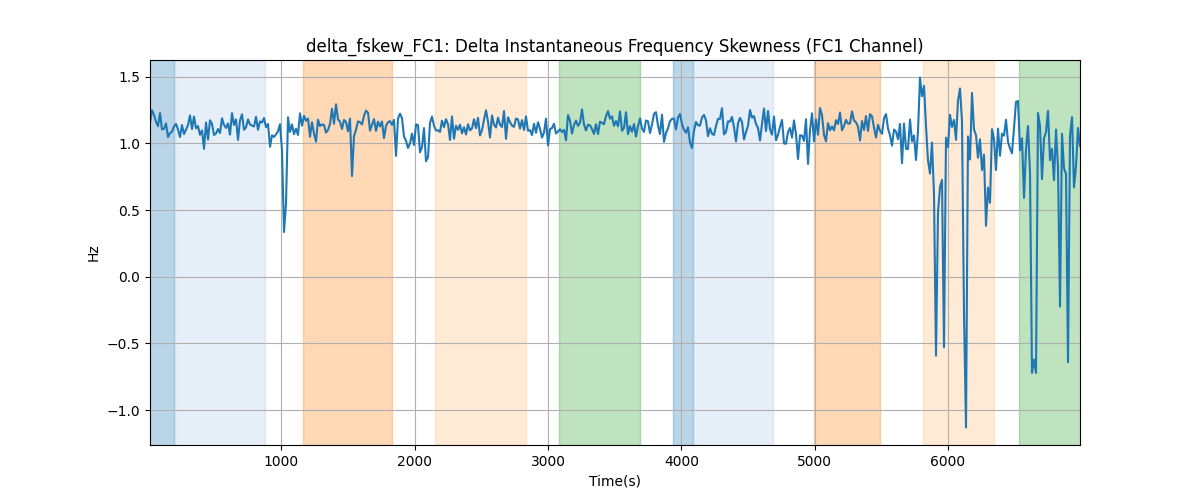 delta_fskew_FC1: Delta Instantaneous Frequency Skewness (FC1 Channel)
1.5
1.0
0.5
0.0
−0.5
−1.0
Hz
1000 2000 3000 4000 5000 6000
Time(s)